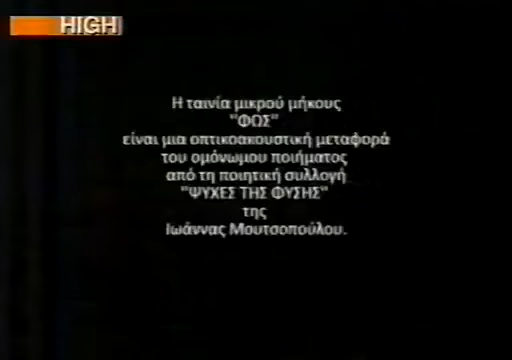 HIGH
Η ταινία μικρού μήκους
"ΦΩΣ"
είναι μια οπτικοακουστική μεταφορά
του ομόνωμου ποιήματος
από τη ποιητική συλλογή
"ΨΥΧΕΣ ΤΗΣ ΦΥΣΗΣ"
της
Ιωάννας Μουτσοπούλου.